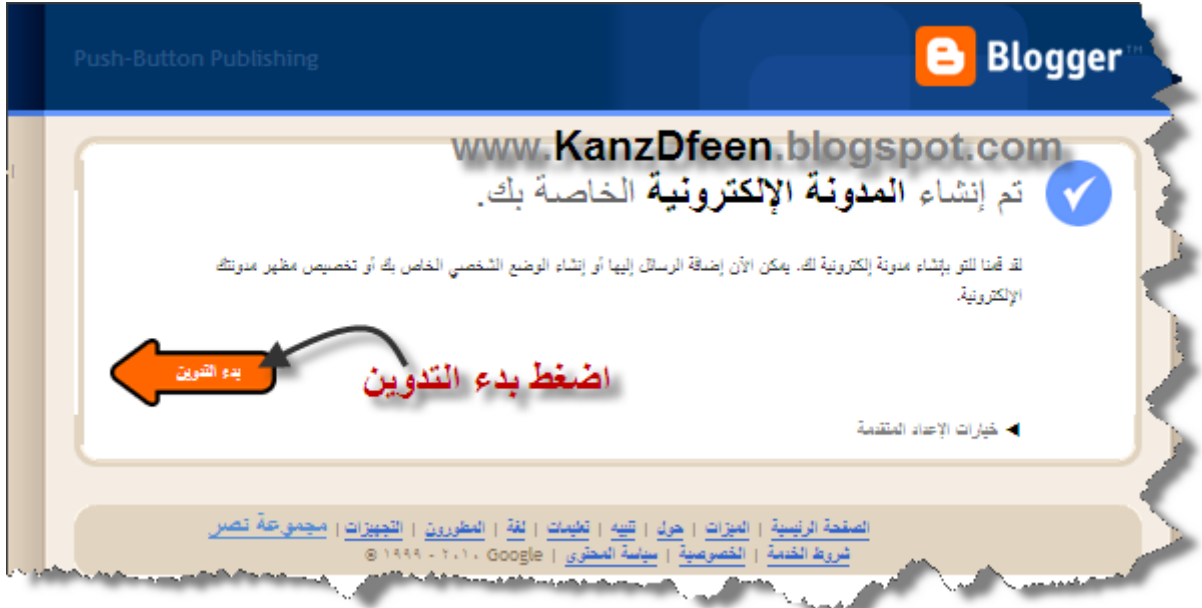 Push-Button Publishing
Blogger™
www.KanzDfeen.blogspot.com
تم إنشاء المدونة الإلكترونية الخاصة بك.
لقد قمنا للتو بإنشاء مدونة إلكترونية لك. يمكن الآن إضافة الرسائل إليها أو إنشاء الوضع الشخصي الخاص بك أو تخصيص مظهر مدونتك
الإلكترونية.
بدء التدوين
اضغط بدء التدوين
خيارات الإعداد المتقدمة
الصفحة الرئيسية | الميزات | حول | تنبيه | تعليمات | لغة | المطورون | التجهيزات | مجموعة تصر
شروط الخدمة | الخصوصية | سياسة المحتوى | Google ١٩٩٩ - ٢٠١٠ ©